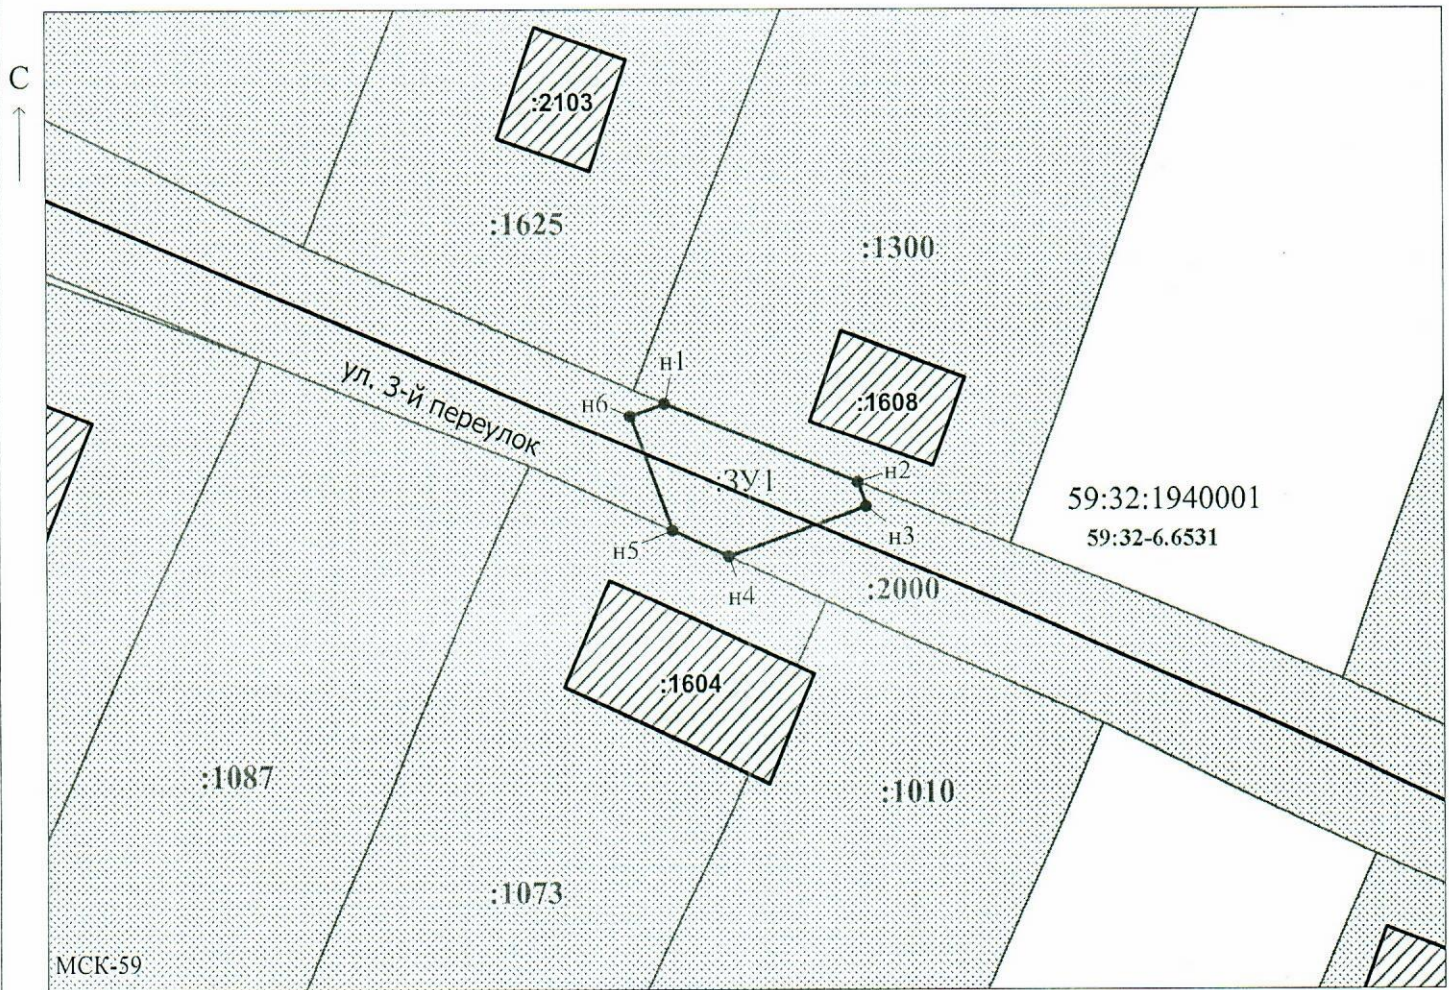 С
:2103
:1625
:1300
н1
н6
:1608
ул. 3-й переулок
н2
:ЗУ1
59:32:1940001
н3
59:32-6.6531
н5
н4
:2000
:1604
:1087
:1010
:1073
МСК-59